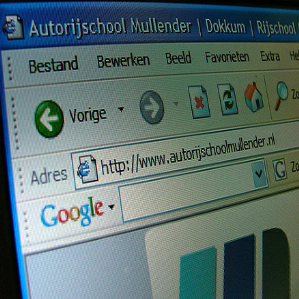 Autorijschool Mullender | Dokkum | Rijschool
Bestand Bewerken Beeld Favorieten Extra
Vorige
Adres http://www.autorijschoolmullender.nl
Google